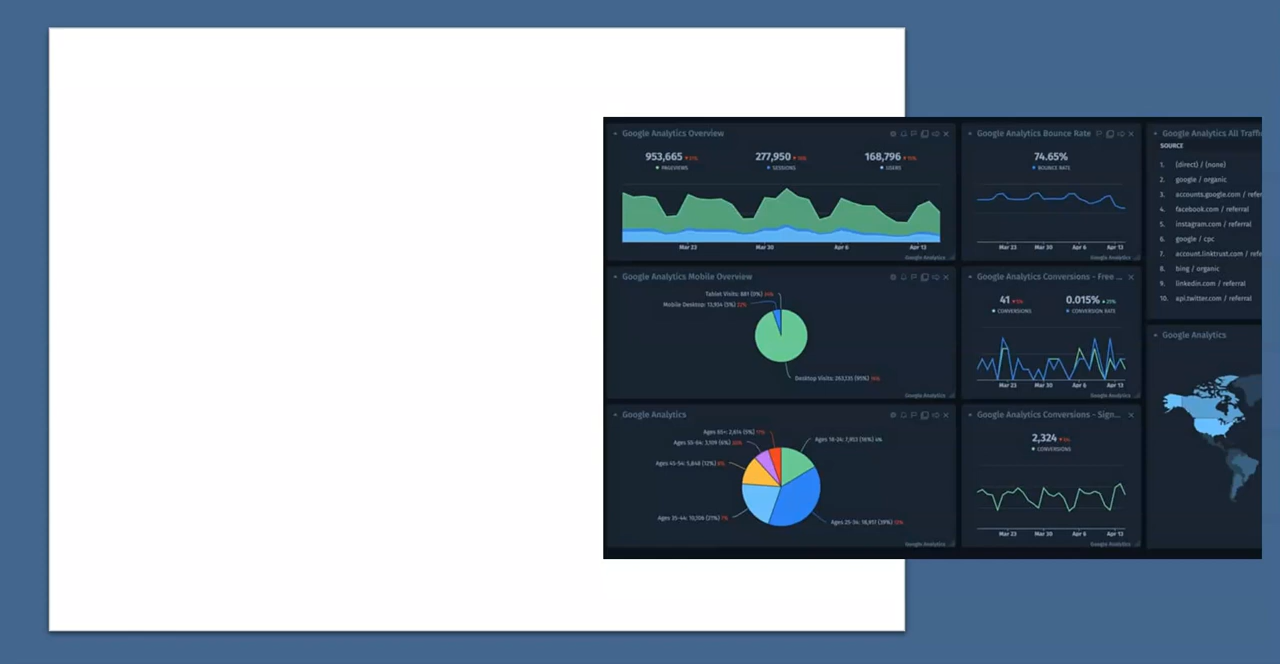 Google Analytics Overview
953,665
PAGEVIEWS
277,950
SESSIONS
168,796
USERS
Mar 23 Mar 30 Apr 6 Apr 13
Google Analytics
Google Analytics Bounce Rate
74.65%
BOUNCE RATE
Mar 23 Mar 30 Apr 6 Apr 13
Google Analytics
Google Analytics All Traffi
SOURCE
1. (direct) / (none)
2. google / organic
3. accounts.google.com / refer
4. facebook.com / referral
5. instagram.com / referral
6. google / cpc
7. account.linktrust.com / refe
8. bing / organic
9. linkedin.com / referral
10. api.twitter.com / referral
Google Analytics Mobile Overview
Tablet Visits: 881 (0%)
Mobile Desktop: 13,934 (5%) 22%
Desktop Visits: 263,135 (95%)
Google Analytics
Google Analytics Conversions - Free ...
41
CONVERSIONS
0.015%
CONVERSION RATE
Mar 23 Mar 30 Apr 6 Apr 13
Google Analytics
Google Analytics
Google Analytics
Ages 65+: 2,614 (5%)
Ages 55-64: 3,109 (6%)
Ages 45-54: 5,848 (12%)
Ages 35-44: (21%)
Ages 18-24: (16%) 4%
Ages 25-34: 18,917 (39%)
Google Analytics
Google Analytics Conversions - Sign...
2,324
CONVERSIONS
Mar 23 Mar 30 Apr 6 Apr 13
Google Analytics